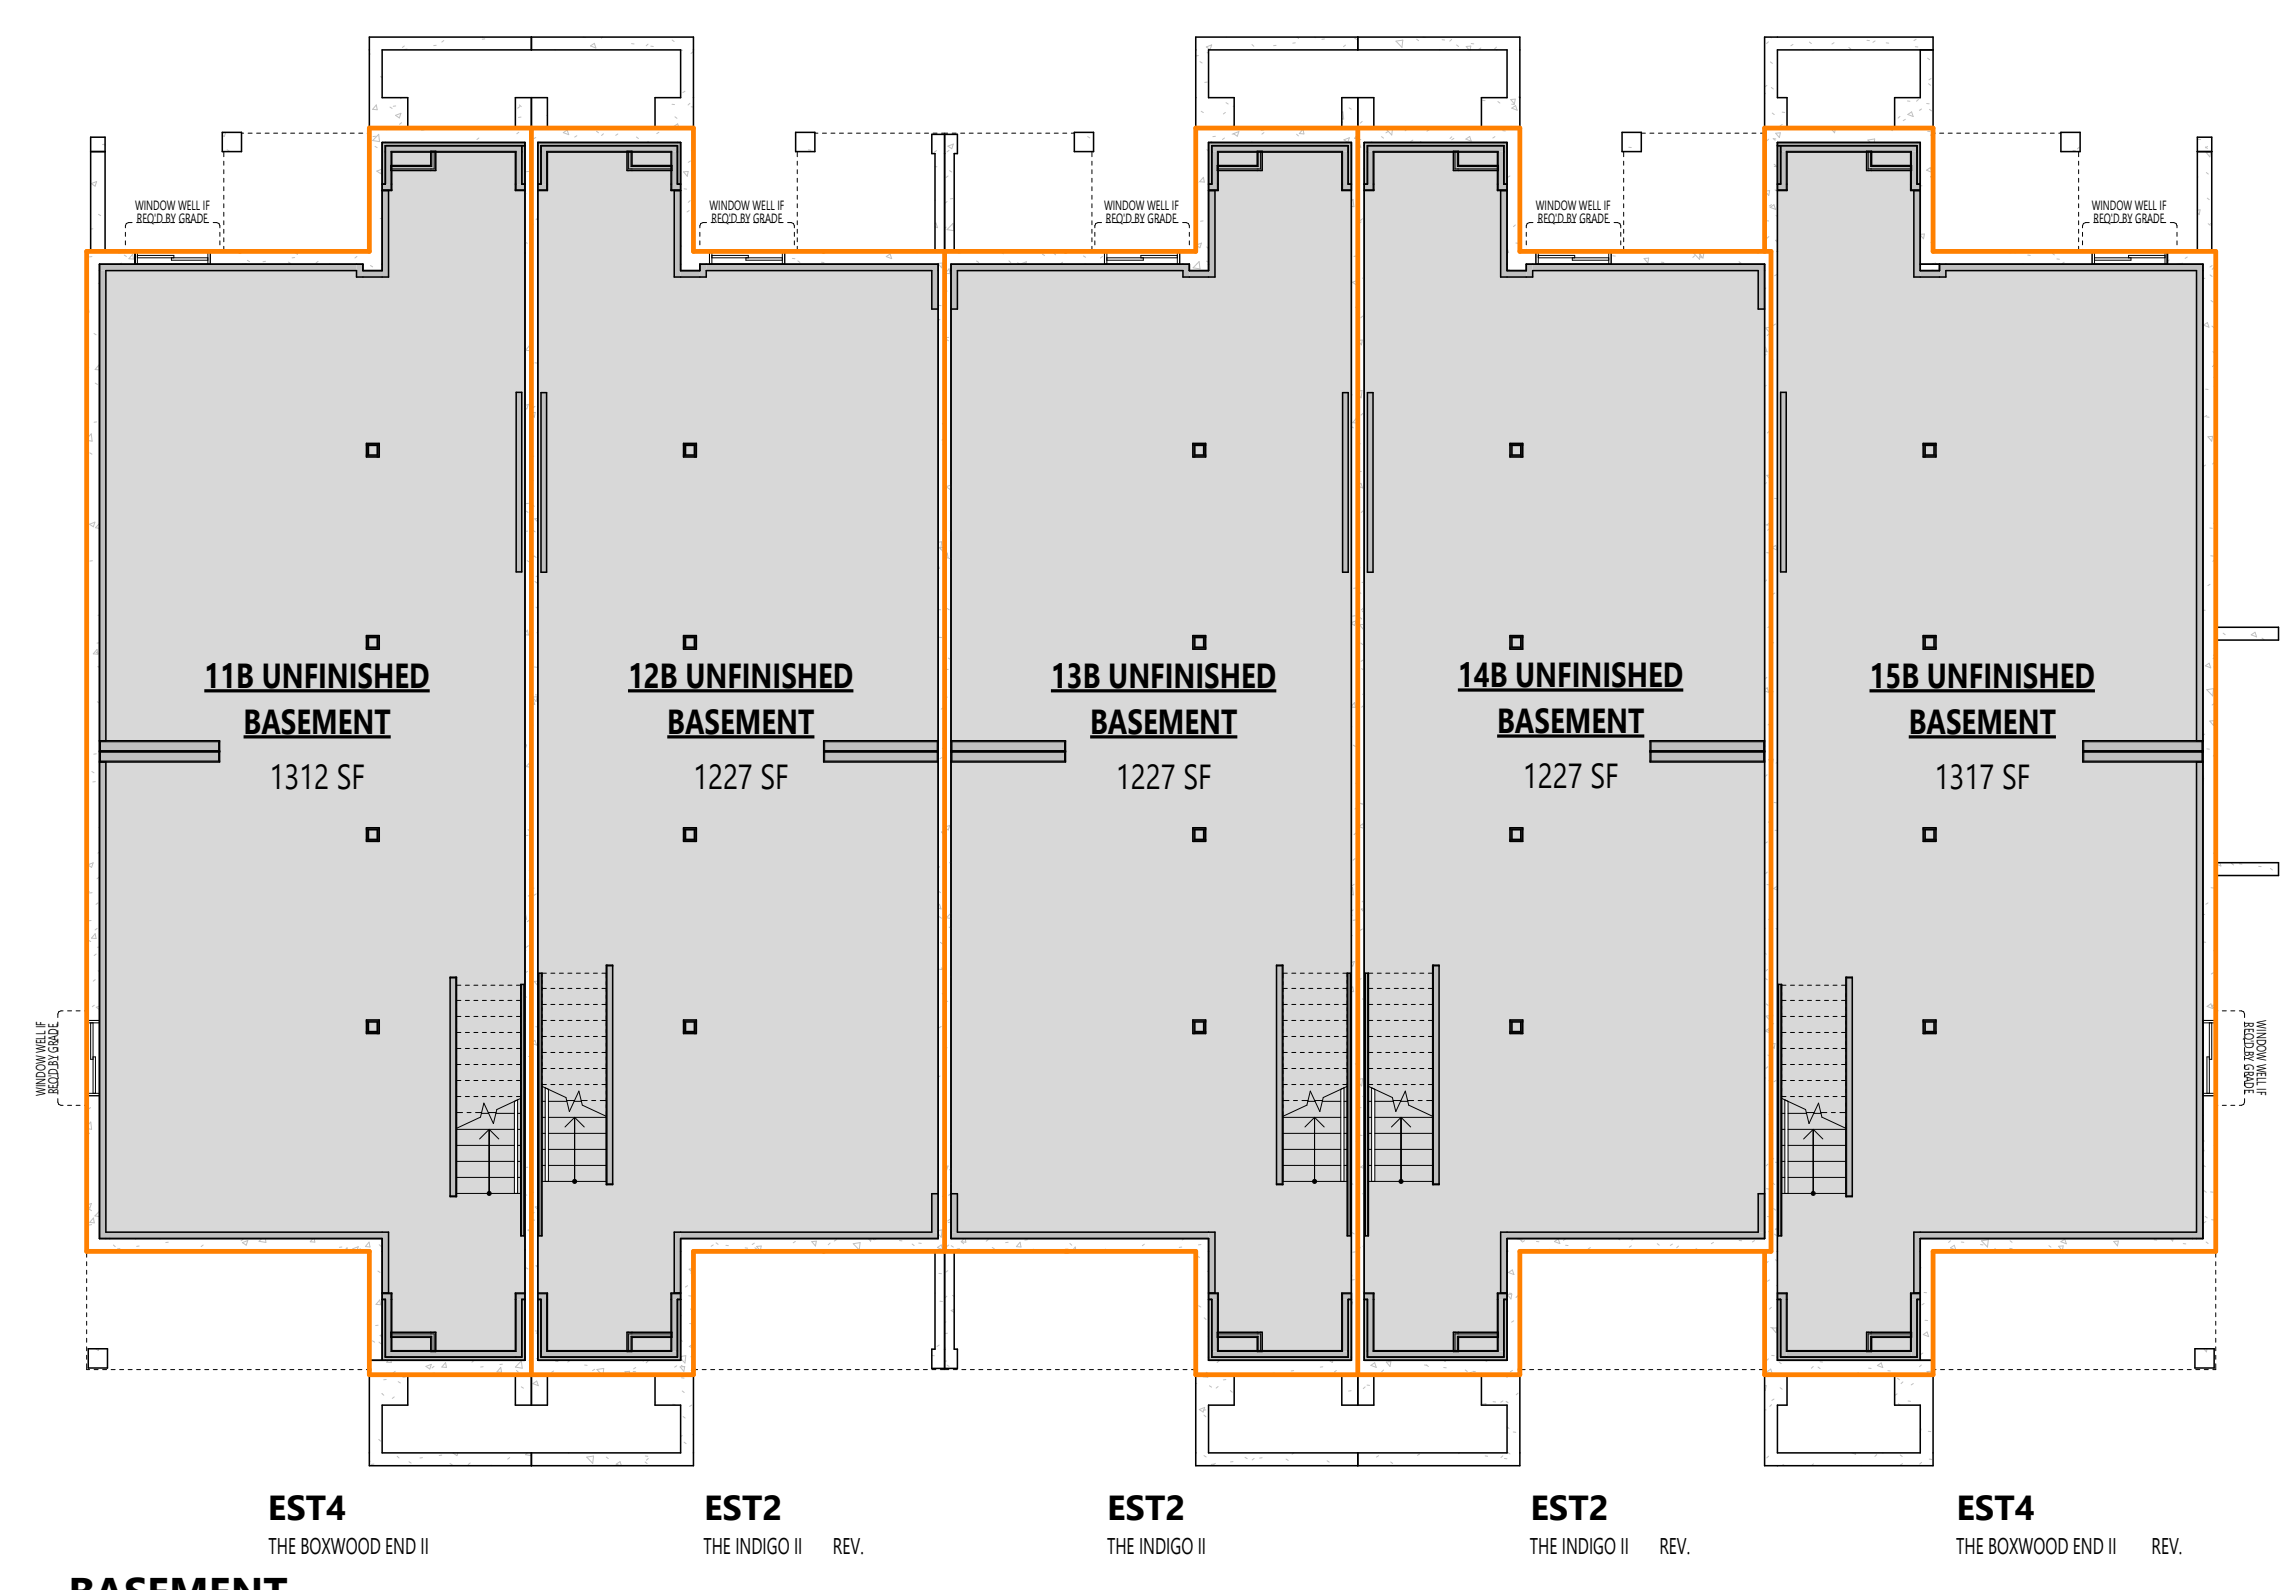 WINDOW WELL IF
REQ'D BY GRADE
WINDOW WELL IF
REQ'D BY GRADE
WINDOW WELL IF
REQ'D BY GRADE
WINDOW WELL IF
REQ'D BY GRADE
WINDOW WELL IF
REQ'D BY GRADE
11B UNFINISHED
BASEMENT
1312 SF
12B UNFINISHED
BASEMENT
1227 SF
13B UNFINISHED
BASEMENT
1227 SF
14B UNFINISHED
BASEMENT
1227 SF
15B UNFINISHED
BASEMENT
1317 SF
WINDOW WELL IF
REQ'D BY GRADE
WINDOW WELL IF
REQ'D BY GRADE
EST4
THE BOXWOOD END II
EST2
THE INDIGO II REV.
EST2
THE INDIGO II
EST2
THE INDIGO II REV.
EST4
THE BOXWOOD END II REV.
BASEMENT